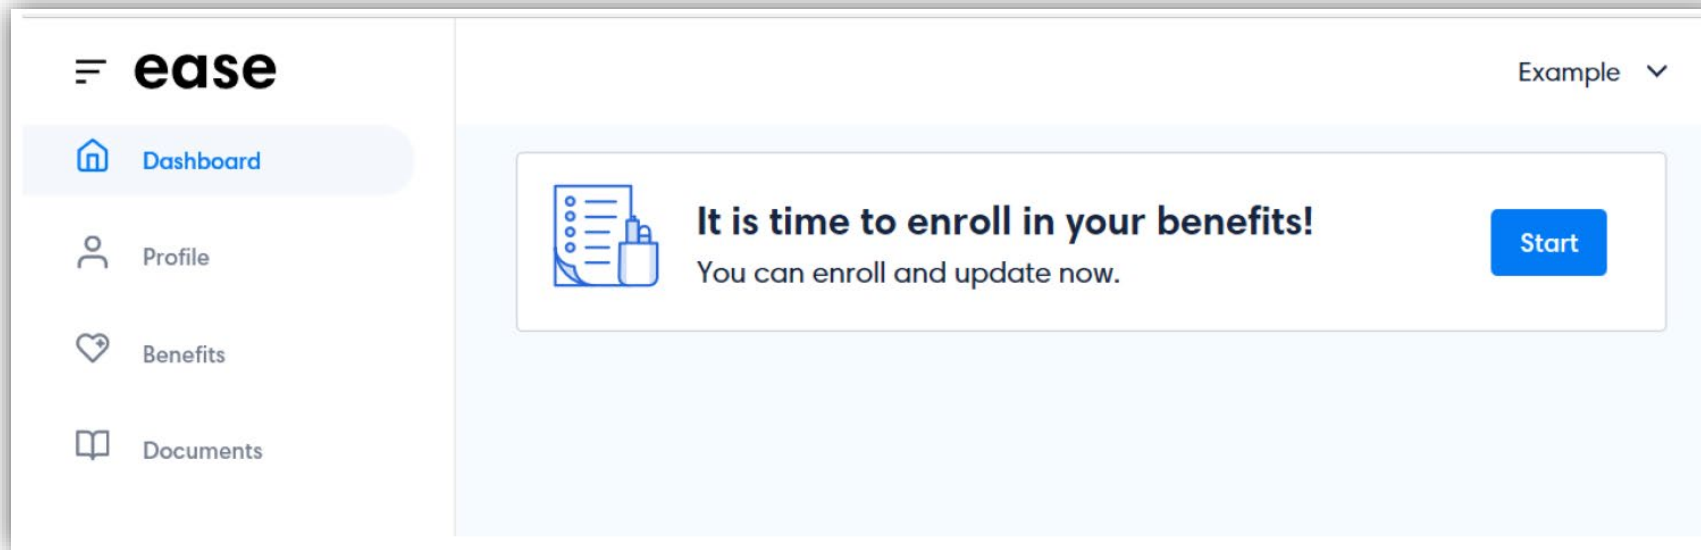 ease
Example
Dashboard
Profile
Benefits
Documents
It is time to enroll in your benefits!
You can enroll and update now.
Start